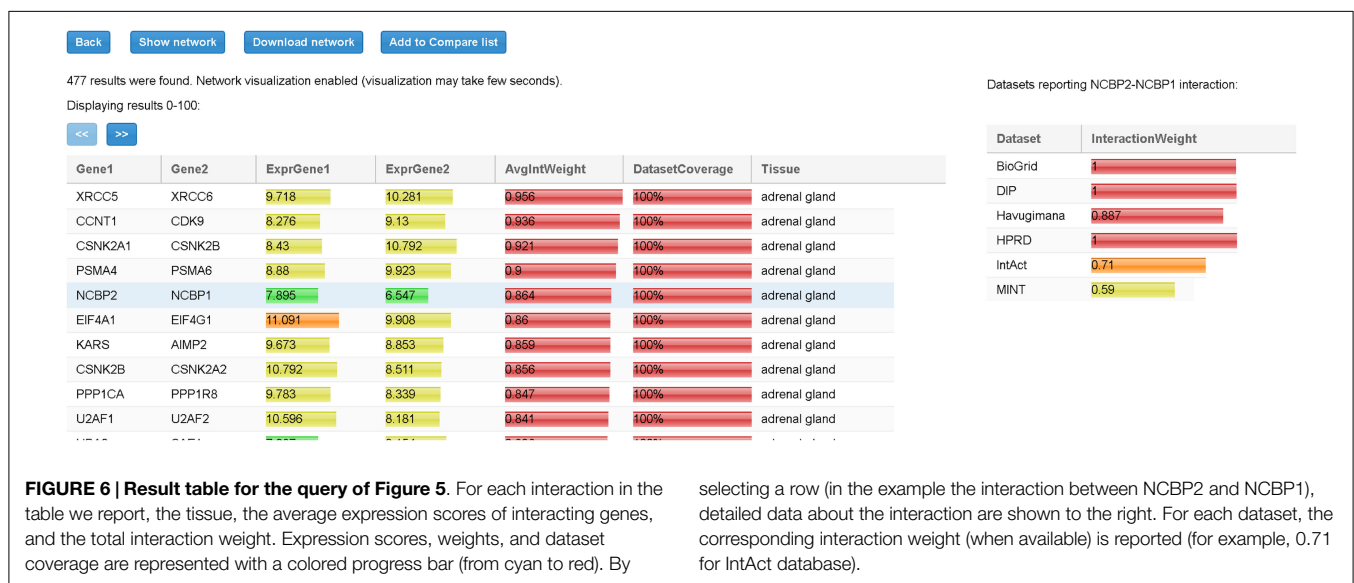 Back Show network Download network Add to Compare list
477 results were found. Network visualization enabled (visualization may take few seconds).
Displaying results 0-100:
<< >>
Gene1 Gene2 ExprGene1 ExprGene2 AvgIntWeight DatasetCoverage Tissue
XRCC5 XRCC6 9.718 10.281 0.956 100% adrenal gland
CCNT1 CDK9 8.276 9.13 0.936 100% adrenal gland
CSNK2A1 CSNK2B 8.43 10.792 0.921 100% adrenal gland
PSMA4 PSMA6 8.88 9.923 0.9 100% adrenal gland
NCBP2 NCBP1 7.895 6.547 0.864 100% adrenal gland
EIF4A1 EIF4G1 11.091 9.908 0.86 100% adrenal gland
KARS AIMP2 9.673 8.853 0.859 100% adrenal gland
CSNK2B CSNK2A2 10.792 8.511 0.856 100% adrenal gland
PPP1CA PPP1R8 9.783 8.339 0.847 100% adrenal gland
U2AF1 U2AF2 10.596 8.181 0.841 100% adrenal gland
Datasets reporting NCBP2-NCBP1 interaction:
Dataset InteractionWeight
BioGrid 1
DIP 1
Havugimana 0.887
HPRD 1
IntAct 0.71
MINT 0.59
FIGURE 6 | Result table for the query of Figure 5. For each interaction in the
table we report, the tissue, the average expression scores of interacting genes,
and the total interaction weight. Expression scores, weights, and dataset
coverage are represented with a colored progress bar (from cyan to red). By
selecting a row (in the example the interaction between NCBP2 and NCBP1),
detailed data about the interaction are shown to the right. For each dataset, the
corresponding interaction weight (when available) is reported (for example, 0.71
for IntAct database).